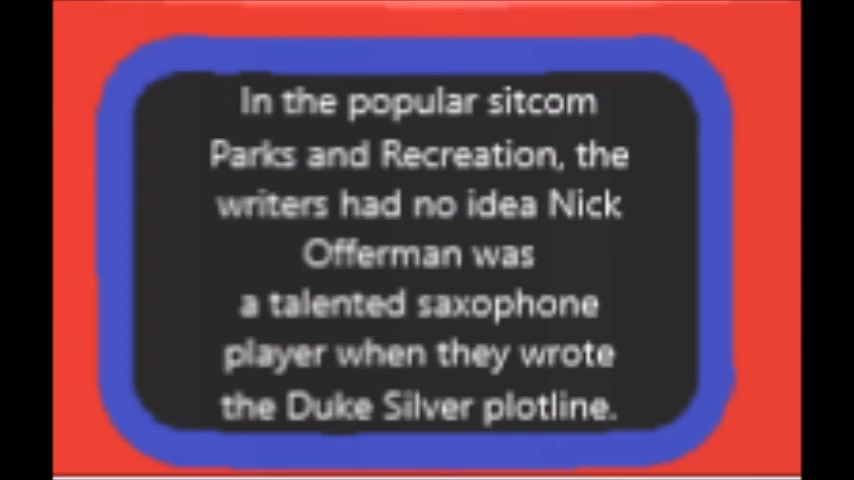 In the popular sitcom
Parks and Recreation, the
writers had no idea Nick
Offerman was
a talented saxophone
player when they wrote
the Duke Silver plotline.